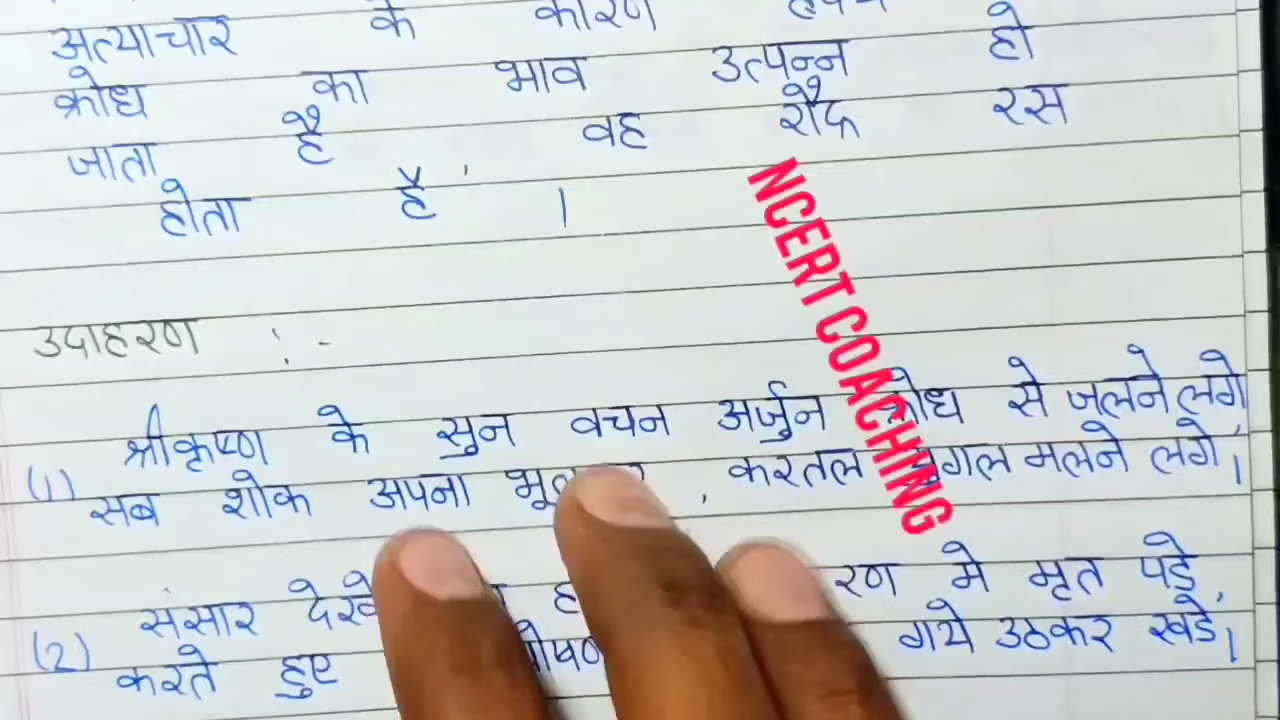 अत्याचार के कारण
क्रोध का भाव उत्पन्न हो
जाता है, वह रौद्र रस
होता है ।
उदाहरण :-
(1) श्रीकृष्ण के सुन वचन अर्जुन क्रोध से जलने लगे,
सब शोक अपना , करतल युगल मलने लगे।
(2) संसार देखे रण मे मृत पडे,
करते हुए गये उठकर खडे।
NCERT COACHING